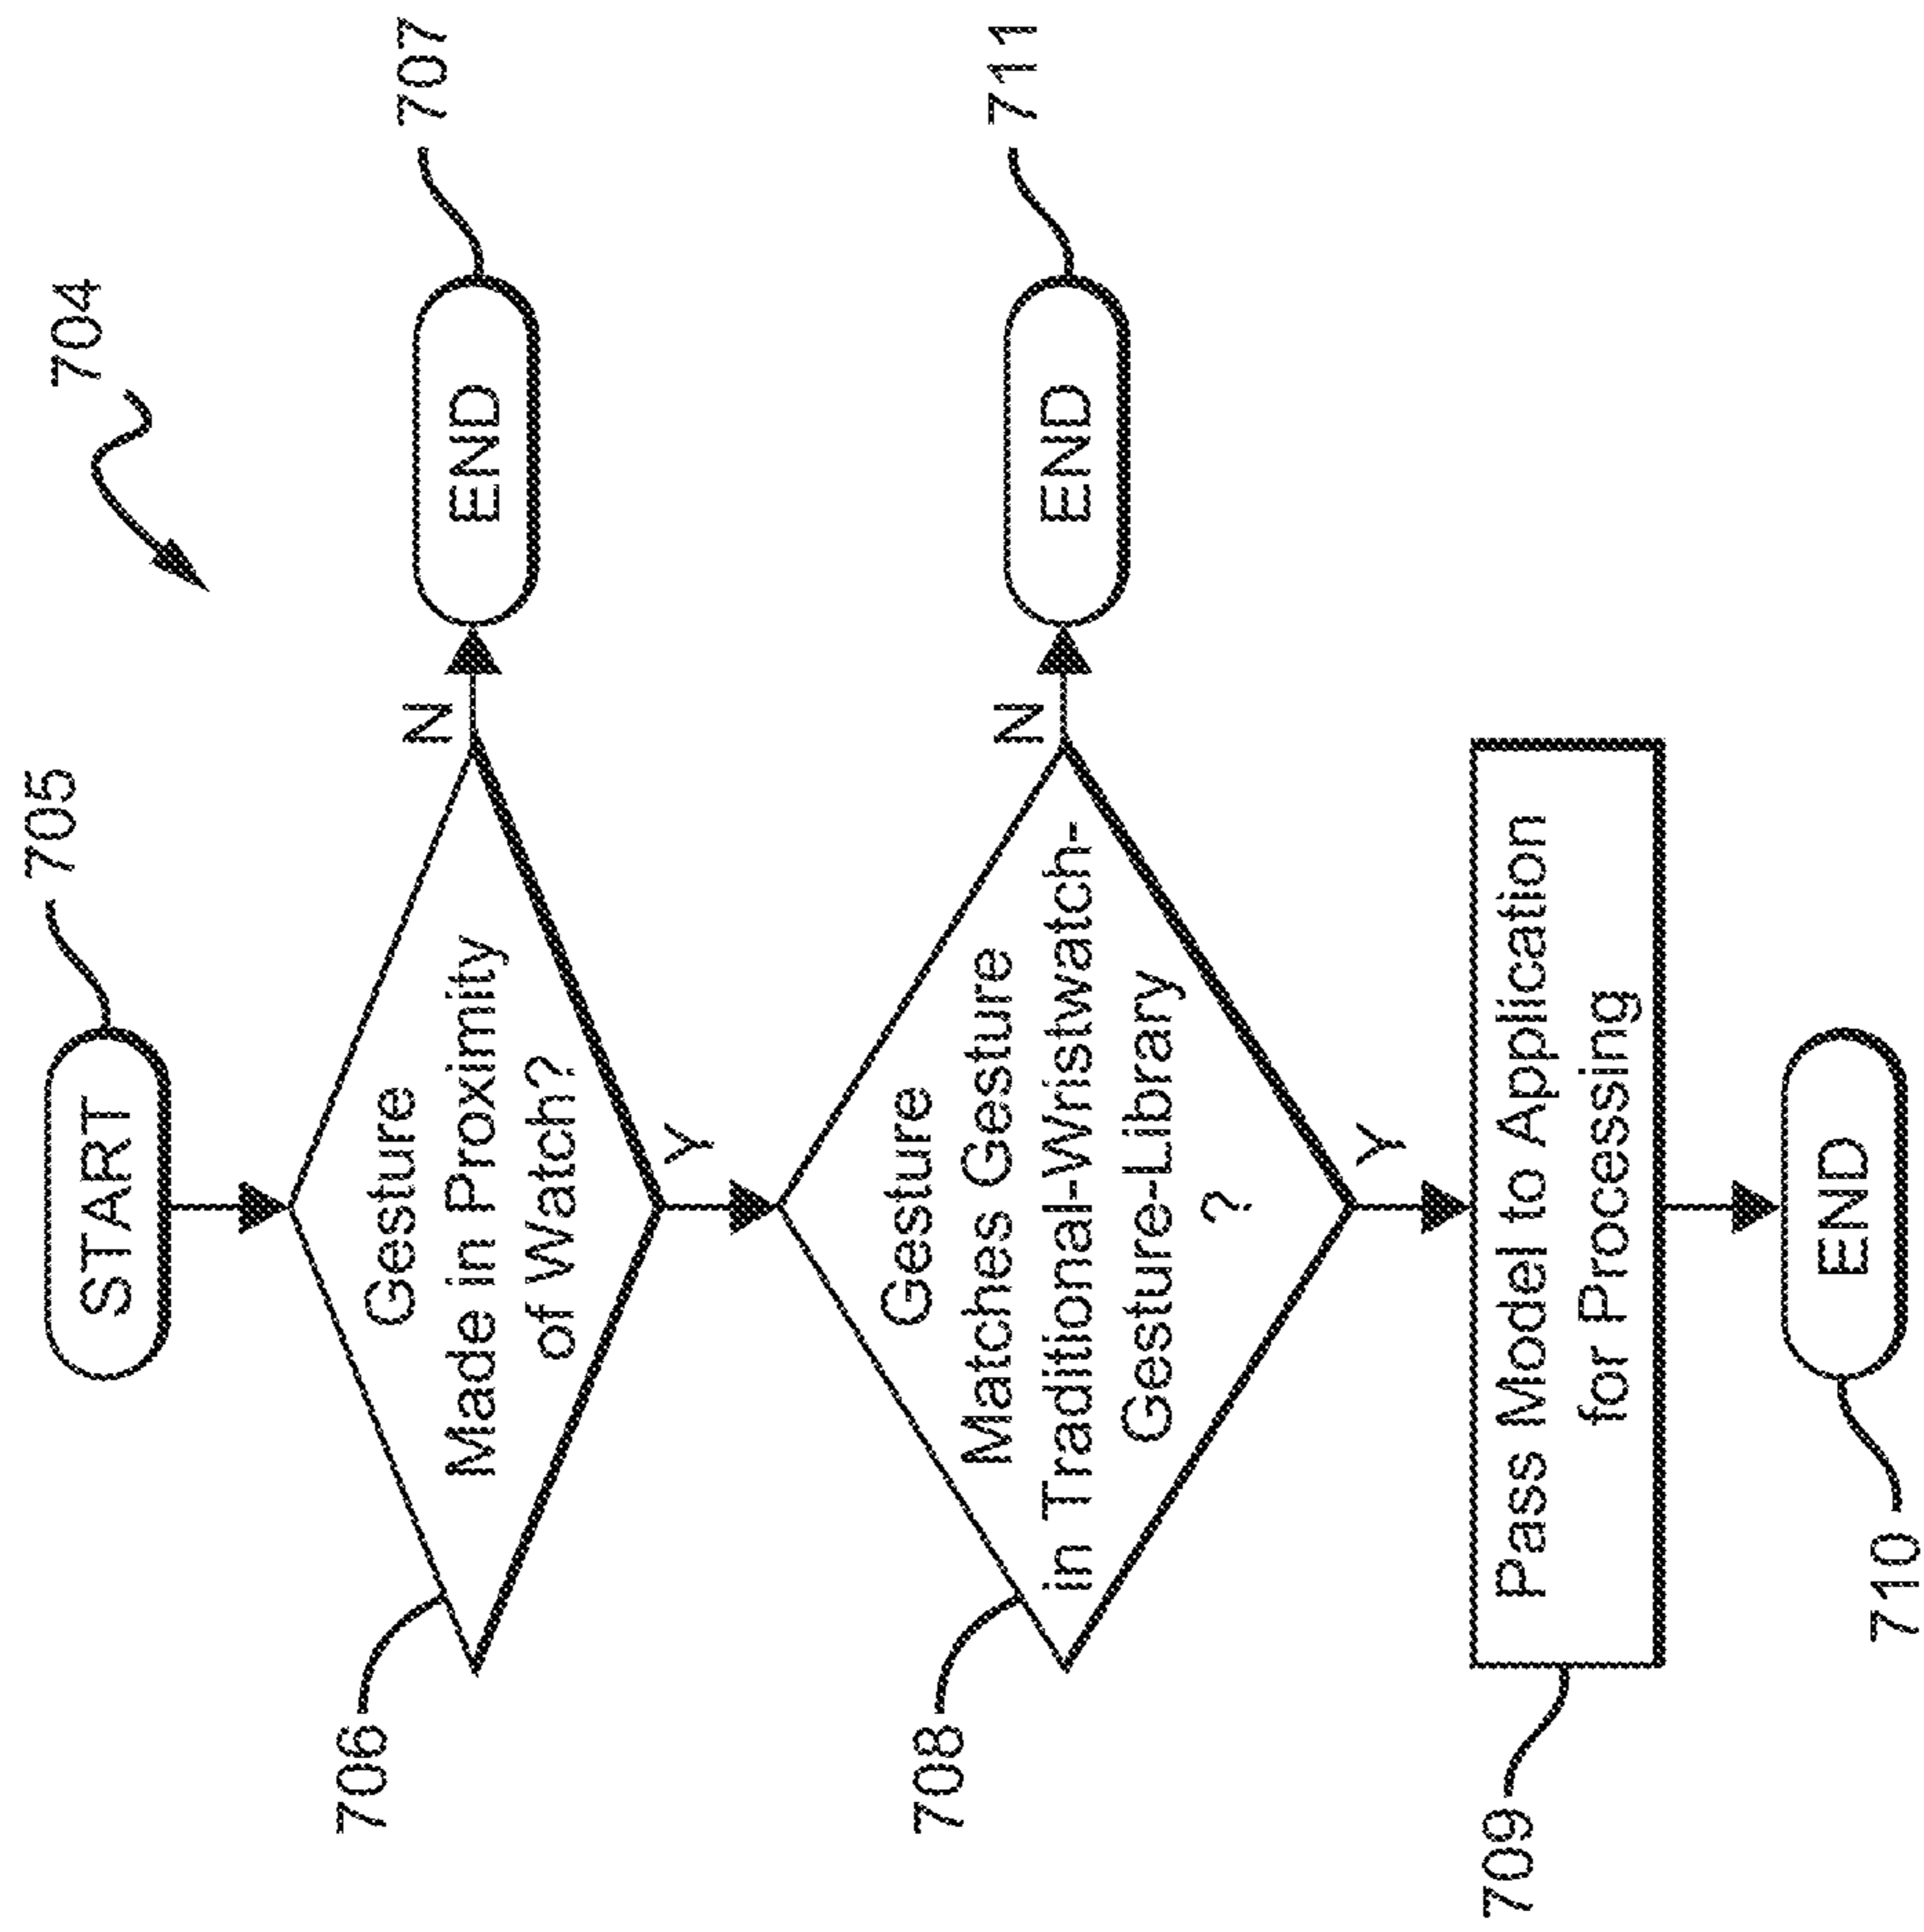 704
START
705
Gesture
Made in Proximity
of Watch?
706
N
END
707
Y
Gesture
Matches Gesture
in Traditional-Wristwatch-
Gesture-Library
?
708
N
END
711
Y
Pass Model to Application
for Processing
709
END
710